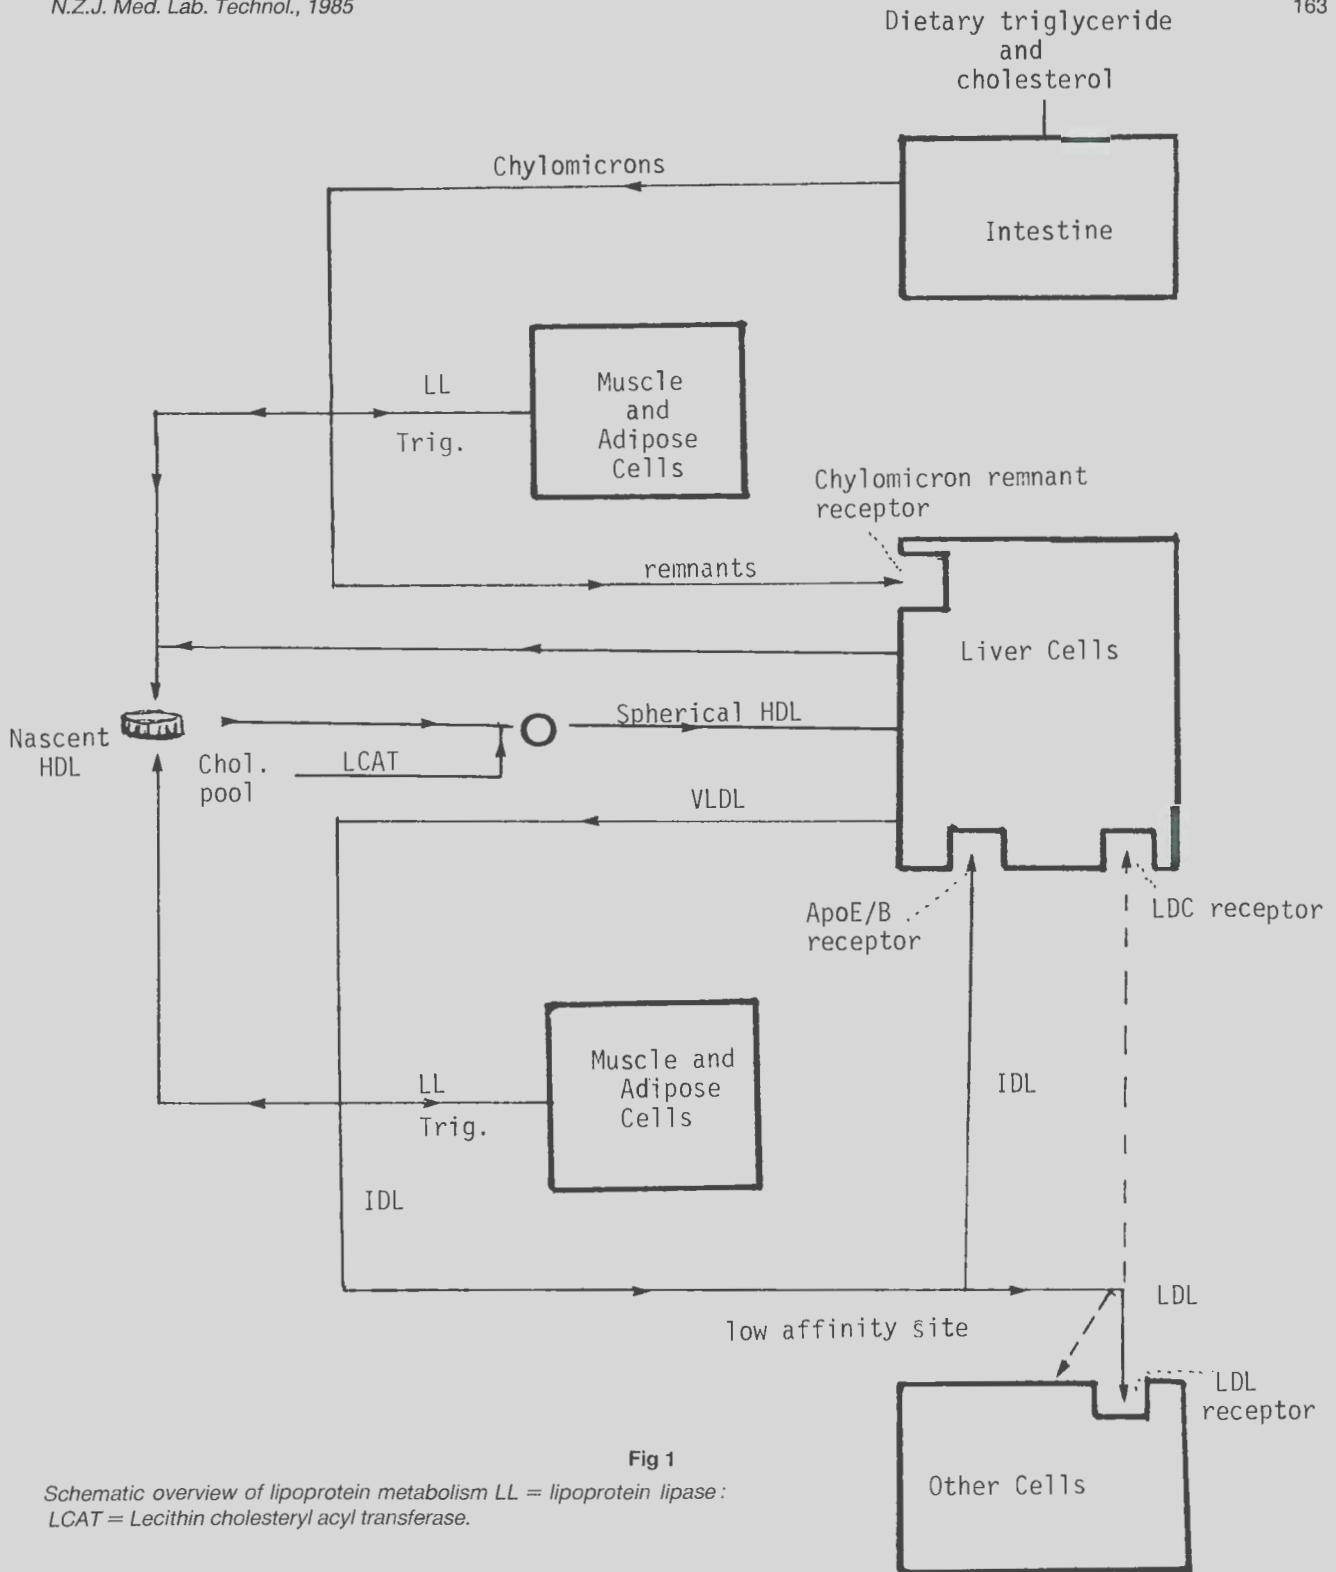 N.Z.J. Med. Lab. Technol., 1985
163
Dietary triglyceride
and
cholesterol
Chylomicrons
Intestine
LL
Trig.
Muscle
and
Adipose
Cells
Chylomicron remnant
receptor
remnants
Liver Cells
Nascent
HDL
Chol.
pool
LCAT
Spherical HDL
VLDL
ApoE/B
receptor
LDC receptor
Muscle and
Adipose
Cells
LL
Trig.
IDL
IDL
LDL
low affinity site
LDL
receptor
Other Cells
Fig 1
Schematic overview of lipoprotein metabolism LL = lipoprotein lipase :
LCAT = Lecithin cholesteryl acyl transferase.